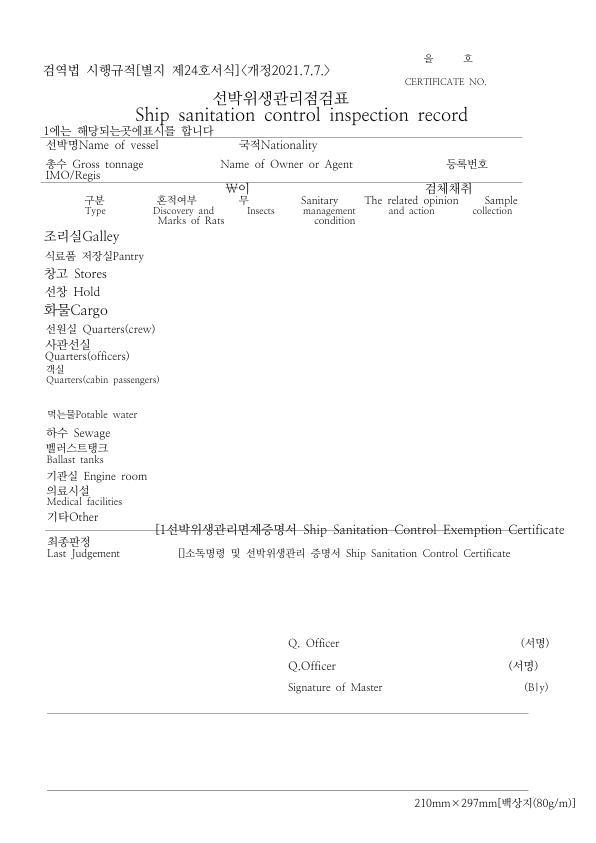 을 호
검역법 시행규적[별지 제24호서식]〈개정2021.7.7.〉
CERTIFICATE NO.
선박위생관리점검표
Ship sanitation control inspection record
1에는 해당되는곳에표시를 합니다
선박명Name of vessel 국적Nationality
총수 Gross tonnage Name of Owner or Agent 등록번호
IMO/Regis
₩이 검체채취
구분 흔적여부 무 Sanitary The related opinion Sample
Type Discovery and Insects management and action collection
Marks of Rats condition
조리실Galley
식료품 저장실Pantry
창고 Stores
선창 Hold
화물Cargo
선원실 Quarters(crew)
사관선실
Quarters(officers)
객실
Quarters(cabin passengers)
먹는물Potable water
하수 Sewage
벨러스트탱크
Ballast tanks
기관실 Engine room
의료시설
Medical facilities
기타Other
[1선박위생관리면제증명서 Ship Sanitation Control Exemption Certificate
최종판정
Last Judgement []소독명령 및 선박위생관리 증명서 Ship Sanitation Control Certificate
Q. Officer (서명)
Q.Officer (서명)
Signature of Master (B|y)
210mm×297mm[백상지(80g/m)]